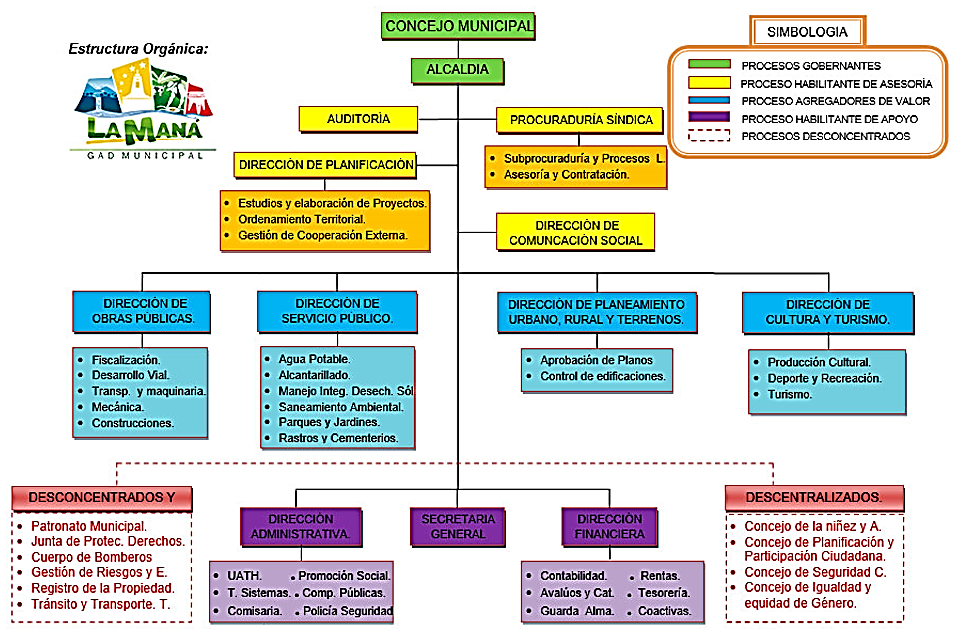 CONCEJO MUNICIPAL
Estructura Orgánica:
LA MANÁ
GAD MUNICIPAL
ALCALDIA
SIMBOLOGIA
PROCESOS GOBERNANTES
PROCESO HABILITANTE DE ASESORÍA
PROCESO AGREGADORES DE VALOR
PROCESO HABILITANTE DE APOYO
PROCESOS DESCONCENTRADOS
AUDITORÌA
PROCURADURÍA SÍNDICA
• Subprocuraduría y Procesos L.
• Asesoría y Contratación.
DIRECCIÓN DE PLANIFICACIÓN
• Estudios y elaboración de Proyectos.
• Ordenamiento Territorial.
• Gestión de Cooperación Externa.
DIRECCIÒN DE
COMUNCACIÓN SOCIAL
DIRECCIÓN DE
OBRAS PÚBLICAS.
• Fiscalización.
• Desarrollo Vial.
• Transp. y maquinaria.
• Mecánica.
• Construcciones.
DIRECCIÓN DE
SERVICIO PÚBLICO.
• Agua Potable.
• Alcantarillado.
• Manejo Integ. Desech. Sól.
• Saneamiento Ambiental.
• Parques y Jardines.
• Rastros y Cementerios.
DIRECCIÓN DE PLANEAMIENTO
URBANO, RURAL Y TERRENOS.
• Aprobación de Planos
• Control de edificaciones.
DIRECCIÓN DE
CULTURA Y TURISMO.
• Producción Cultural.
• Deporte y Recreación.
• Turismo.
DESCONCENTRADOS Y
• Patronato Municipal.
• Junta de Protec. Derechos.
• Cuerpo de Bomberos
• Gestión de Riesgos y E.
• Registro de la Propiedad.
• Tránsito y Transporte. T.
DIRECCIÓN
ADMINISTRATIVA.
• UATH. • Promoción Social.
• T. Sistemas. • Comp. Públicas.
• Comisaria. • Policía Seguridad
SECRETARIA
GENERAL
DIRECCIÓN
FINANCIERA
• Contabilidad. • Rentas.
• Avalúos y Cat. • Tesorería.
• Guarda Alma. • Coactivas.
DESCENTRALIZADOS.
• Concejo de la niñez y A.
• Concejo de Planificación y
Participación Ciudadana.
• Concejo de Seguridad C.
• Concejo de Igualdad y
equidad de Género.